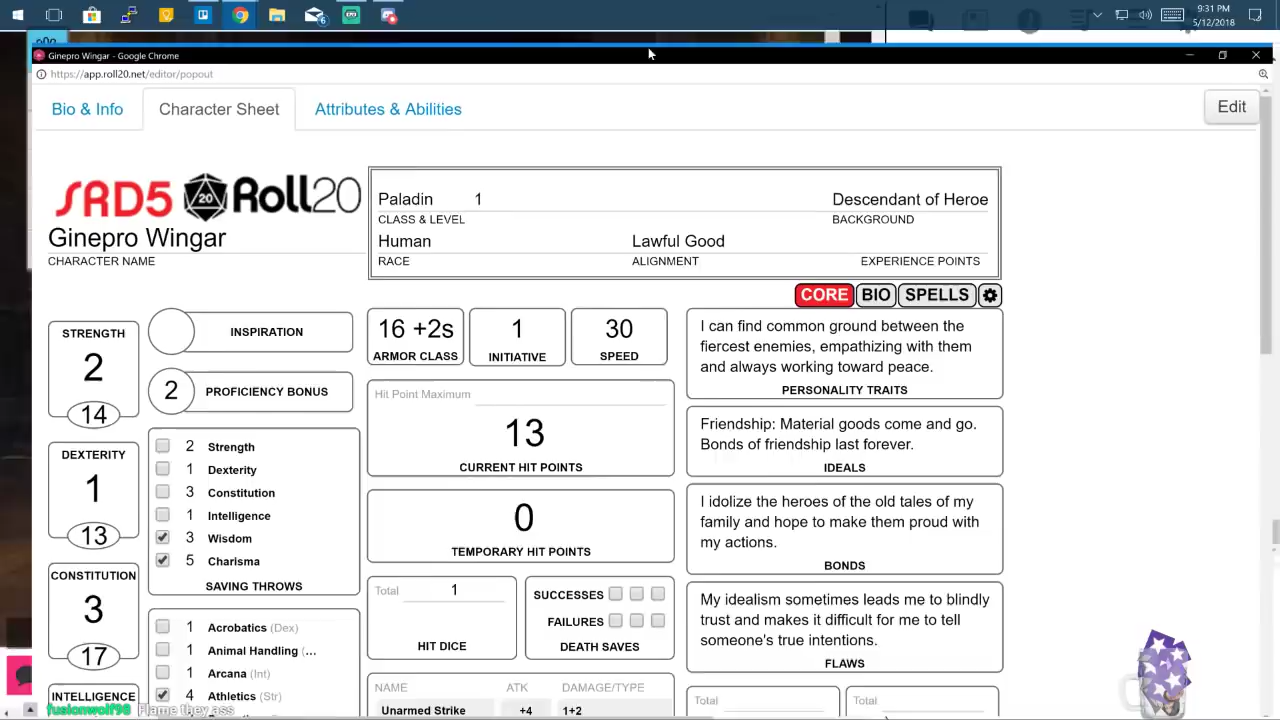 9:31 PM
5/12/2018
Ginepro Wingar - Google Chrome
https://app.roll20.net/editor/popout
Bio & Info
Character Sheet
Attributes & Abilities
Edit
SRD5 Roll20
Ginepro Wingar
CHARACTER NAME
Paladin 1
CLASS & LEVEL
Descendant of Heroe
BACKGROUND
Human
RACE
Lawful Good
ALIGNMENT
EXPERIENCE POINTS
CORE BIO SPELLS
STRENGTH
2
14
DEXTERITY
1
13
CONSTITUTION
3
17
INTELLIGENCE
INSPIRATION
2 PROFICIENCY BONUS
2 Strength
1 Dexterity
3 Constitution
1 Intelligence
3 Wisdom
5 Charisma
SAVING THROWS
1 Acrobatics (Dex)
1 Animal Handling (...
1 Arcana (Int)
4 Athletics (Str)
16 +2s
ARMOR CLASS
1
INITIATIVE
30
SPEED
Hit Point Maximum
13
CURRENT HIT POINTS
0
TEMPORARY HIT POINTS
Total 1
HIT DICE
SUCCESSES
FAILURES
DEATH SAVES
NAME ATK DAMAGE/TYPE
Unarmed Strike +4 1+2
I can find common ground between the
fiercest enemies, empathizing with them
and always working toward peace.
PERSONALITY TRAITS
Friendship: Material goods come and go.
Bonds of friendship last forever.
IDEALS
I idolize the heroes of the old tales of my
family and hope to make them proud with
my actions.
BONDS
My idealism sometimes leads me to blindly
trust and makes it difficult for me to tell
someone's true intentions.
FLAWS
Total
Total
fusionwolf98 Flame they ass